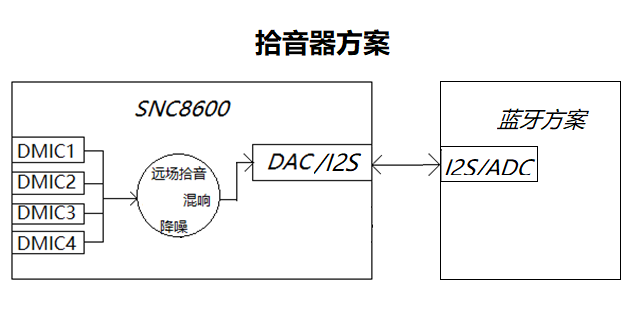 拾音器方案
SNC8600
蓝牙方案
DMIC1
DMIC2
DMIC3
DMIC4
远场拾音
混响
降噪
DAC/I2S
I2S/ADC